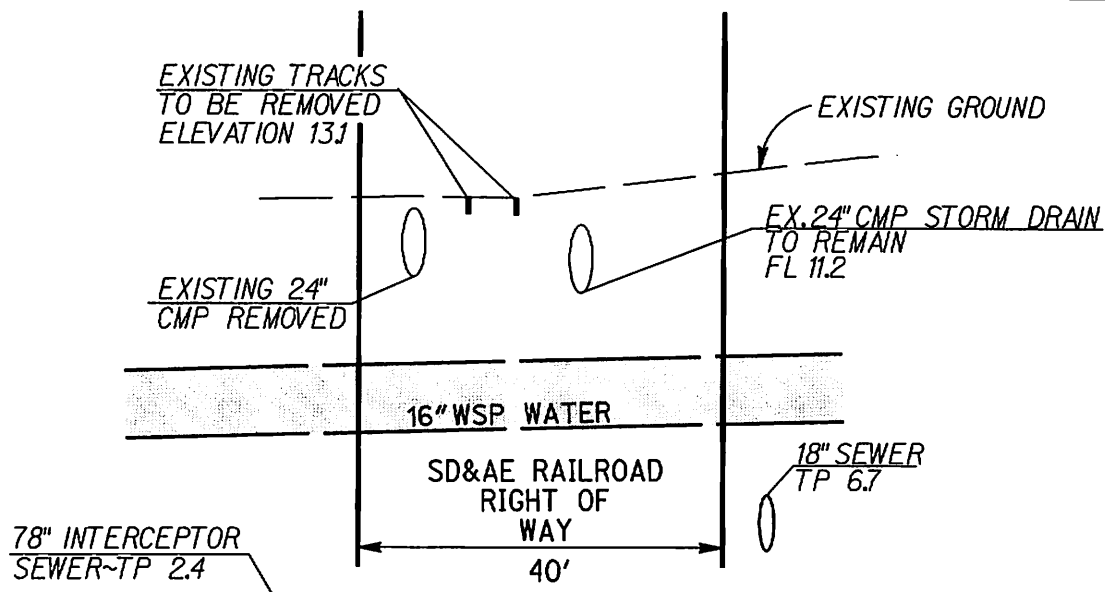 EXISTING TRACKS
TO BE REMOVED
ELEVATION 13.1
EXISTING GROUND
EX. 24" CMP STORM DRAIN
TO REMAIN
FL 11.2
EXISTING 24"
CMP REMOVED
16" WSP WATER
SD&AE RAILROAD
RIGHT OF
WAY
40'
18" SEWER
TP 6.7
78" INTERCEPTOR
SEWER~TP 2.4